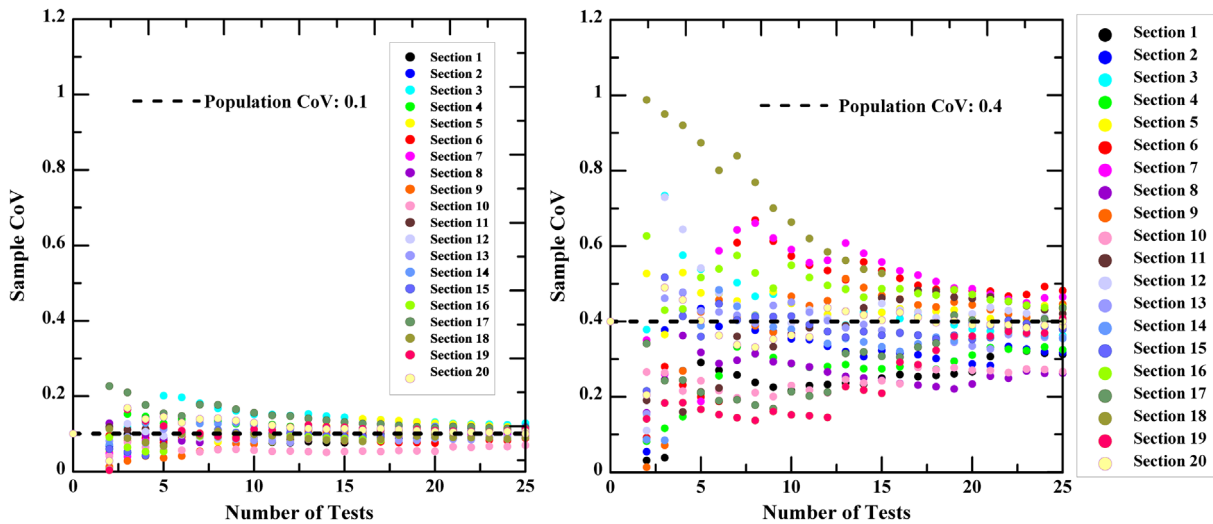 1.2
1
0.8
0.6
0.4
0.2
0
0
5
10
15
20
25
Sample CoV
Number of Tests
Population CoV: 0.1
Section 1
Section 2
Section 3
Section 4
Section 5
Section 6
Section 7
Section 8
Section 9
Section 10
Section 11
Section 12
Section 13
Section 14
Section 15
Section 16
Section 17
Section 18
Section 19
Section 20
1.2
1
0.8
0.6
0.4
0.2
0
0
5
10
15
20
25
Sample CoV
Number of Tests
Population CoV: 0.4
Section 1
Section 2
Section 3
Section 4
Section 5
Section 6
Section 7
Section 8
Section 9
Section 10
Section 11
Section 12
Section 13
Section 14
Section 15
Section 16
Section 17
Section 18
Section 19
Section 20